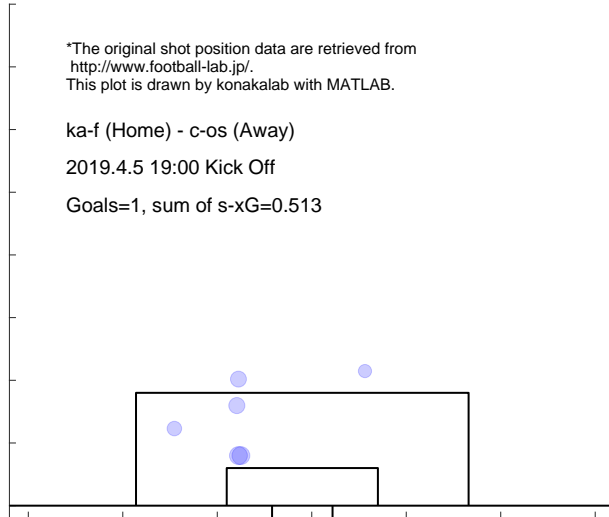 *The original shot position data are retrieved from
http://www.football-lab.jp/.
This plot is drawn by konakalab with MATLAB.
ka-f (Home) - c-os (Away)
2019.4.5 19:00 Kick Off
Goals=1, sum of s-xG=0.513